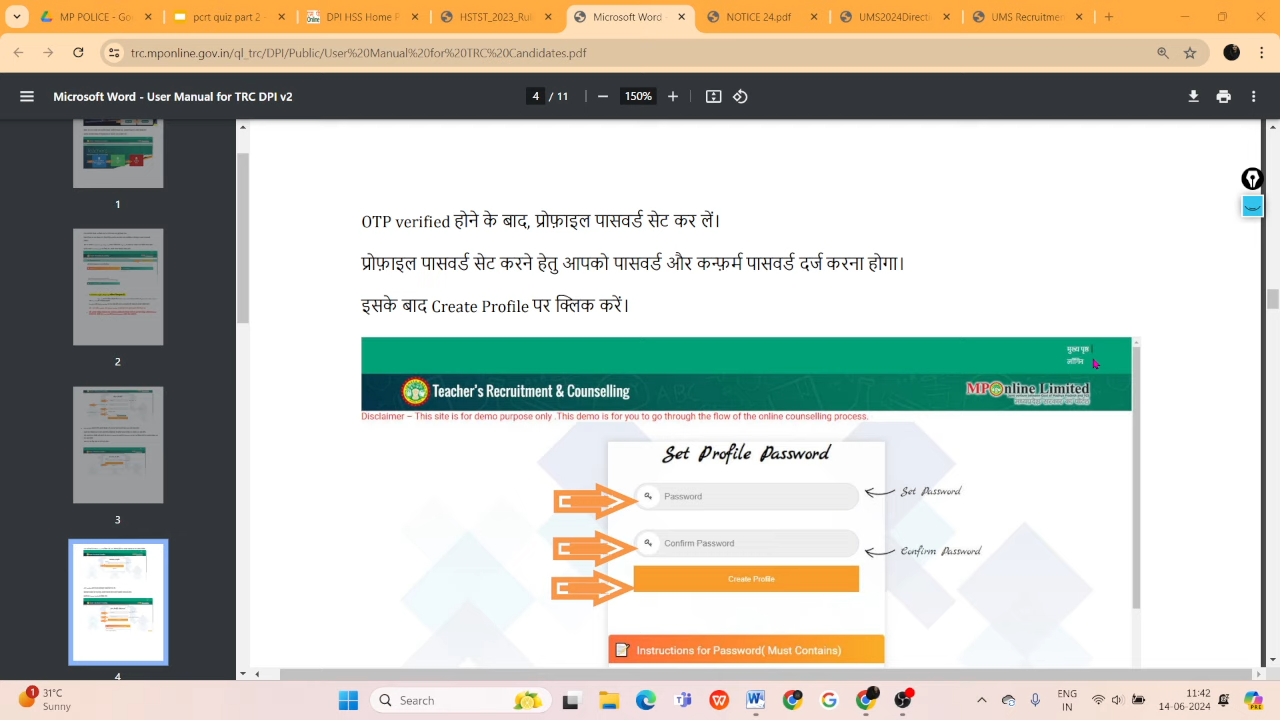 MP POLICE - Go
pcrt quiz part 2 -
DPI HSS Home P
HSTST_2023_Ru
Microsoft Word
NOTICE 24.pdf
UMS2024Direct
UMS Recruitmen
trc.mponline.gov.in/ql_trc/DPI/Public/User%20Manual%20for%20TRC%20Candidates.pdf
Microsoft Word - User Manual for TRC DPI v2
4 / 11
150%
1
2
3
4
OTP verified होने के बाद, प्रोफ़ाइल पासवर्ड सेट कर लें।
प्रोफ़ाइल पासवर्ड सेट करने हेतु आपको पासवर्ड और कन्फ़र्म पासवर्ड दर्ज करना होगा।
इसके बाद Create Profile पर क्लिक करें।
मुख्य पृष्ठ
लॉगिन
Teacher's Recruitment & Counselling
MPOnline Limited
Disclaimer – This site is for demo purpose only .This demo is for you to go through the flow of the online counselling process.
Set Profile Password
Password
Set Password
Confirm Password
Confirm Password
Create Profile
Instructions for Password( Must Contains)
1
31°C
Sunny
Search
ENG
IN
11:42
14-06-2024